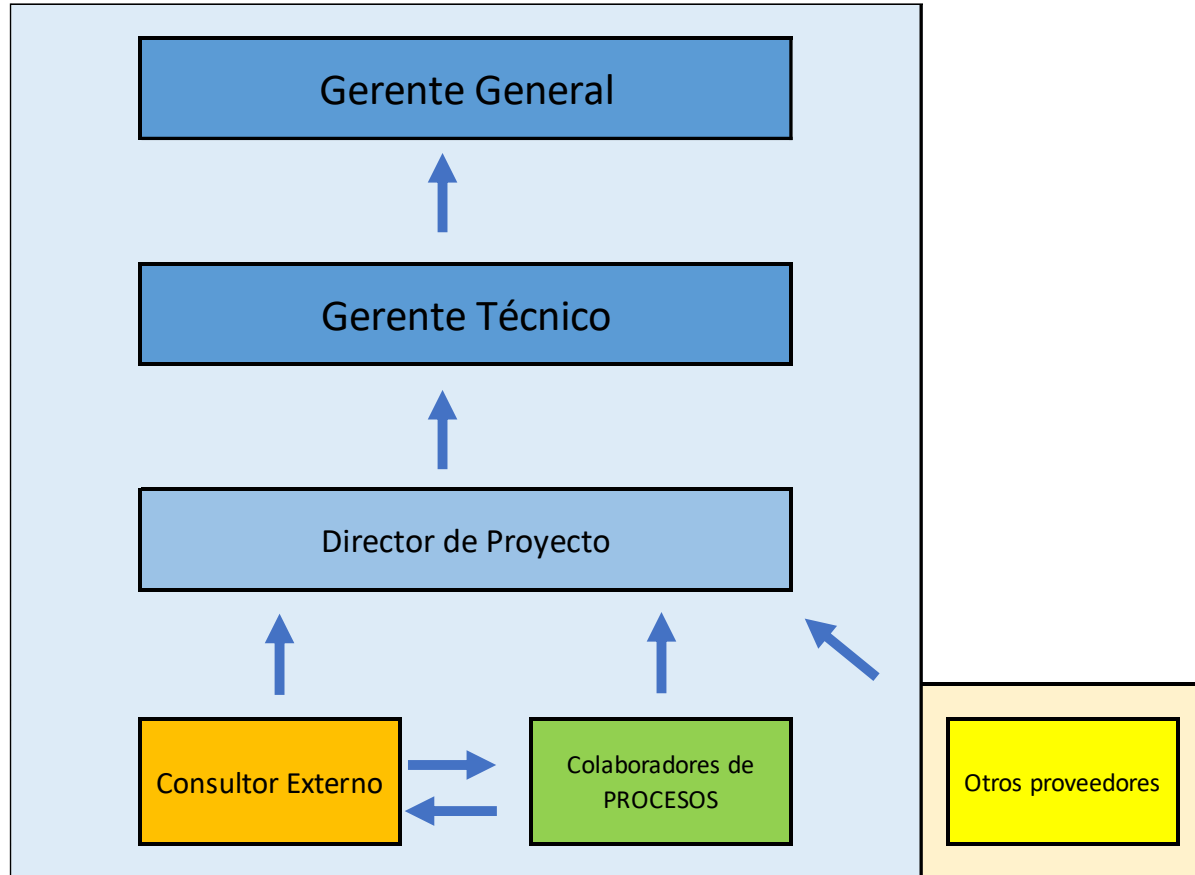 Gerente General
Gerente Técnico
Director de Proyecto
Consultor Externo
Colaboradores de
PROCESOS
Otros proveedores